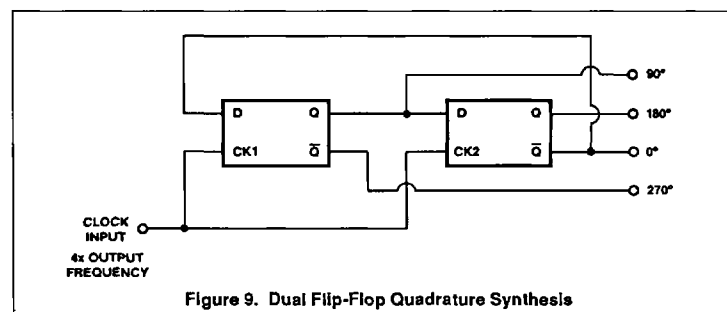 90°
D Q D Q 180°
CK1 Q CK2 Q 0°
270°
CLOCK
INPUT
4x OUTPUT
FREQUENCY
Figure 9. Dual Flip-Flop Quadrature Synthesis